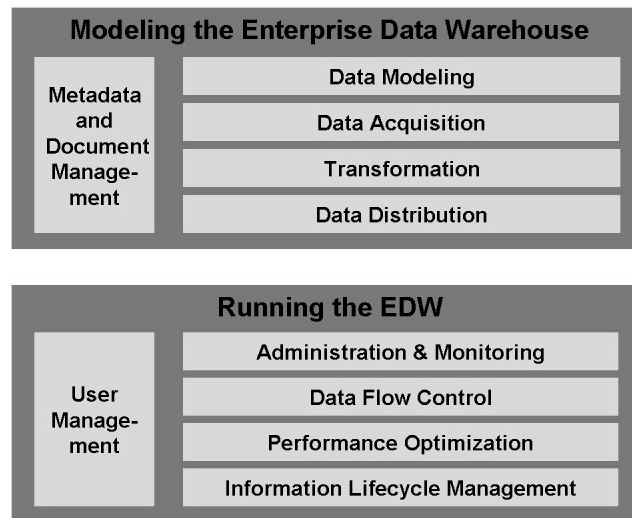 Modeling the Enterprise Data Warehouse
Metadata
and
Document
Manage-
ment
Data Modeling
Data Acquisition
Transformation
Data Distribution
Running the EDW
User
Manage-
ment
Administration & Monitoring
Data Flow Control
Performance Optimization
Information Lifecycle Management